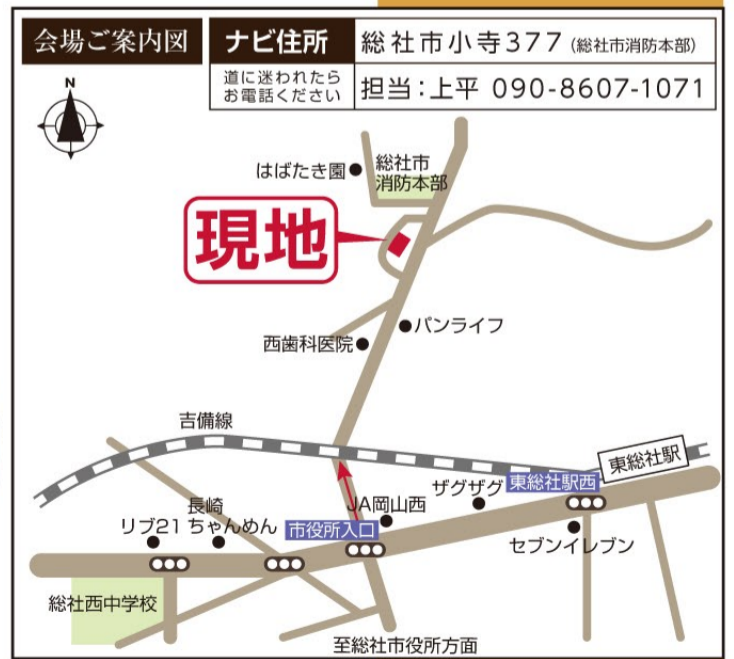 会場ご案内図
ナビ住所
総社市小寺377(総社市消防本部)
道に迷われたら
お電話ください
担当:上平 090-8607-1071
N
はばたき園
総社市
消防本部
現地
パンライフ
西歯科医院
吉備線
東総社駅
東総社駅西
ザグザグ
JA岡山西
長崎
ちゃんめん
リブ21
市役所入口
セブンイレブン
総社西中学校
至総社市役所方面